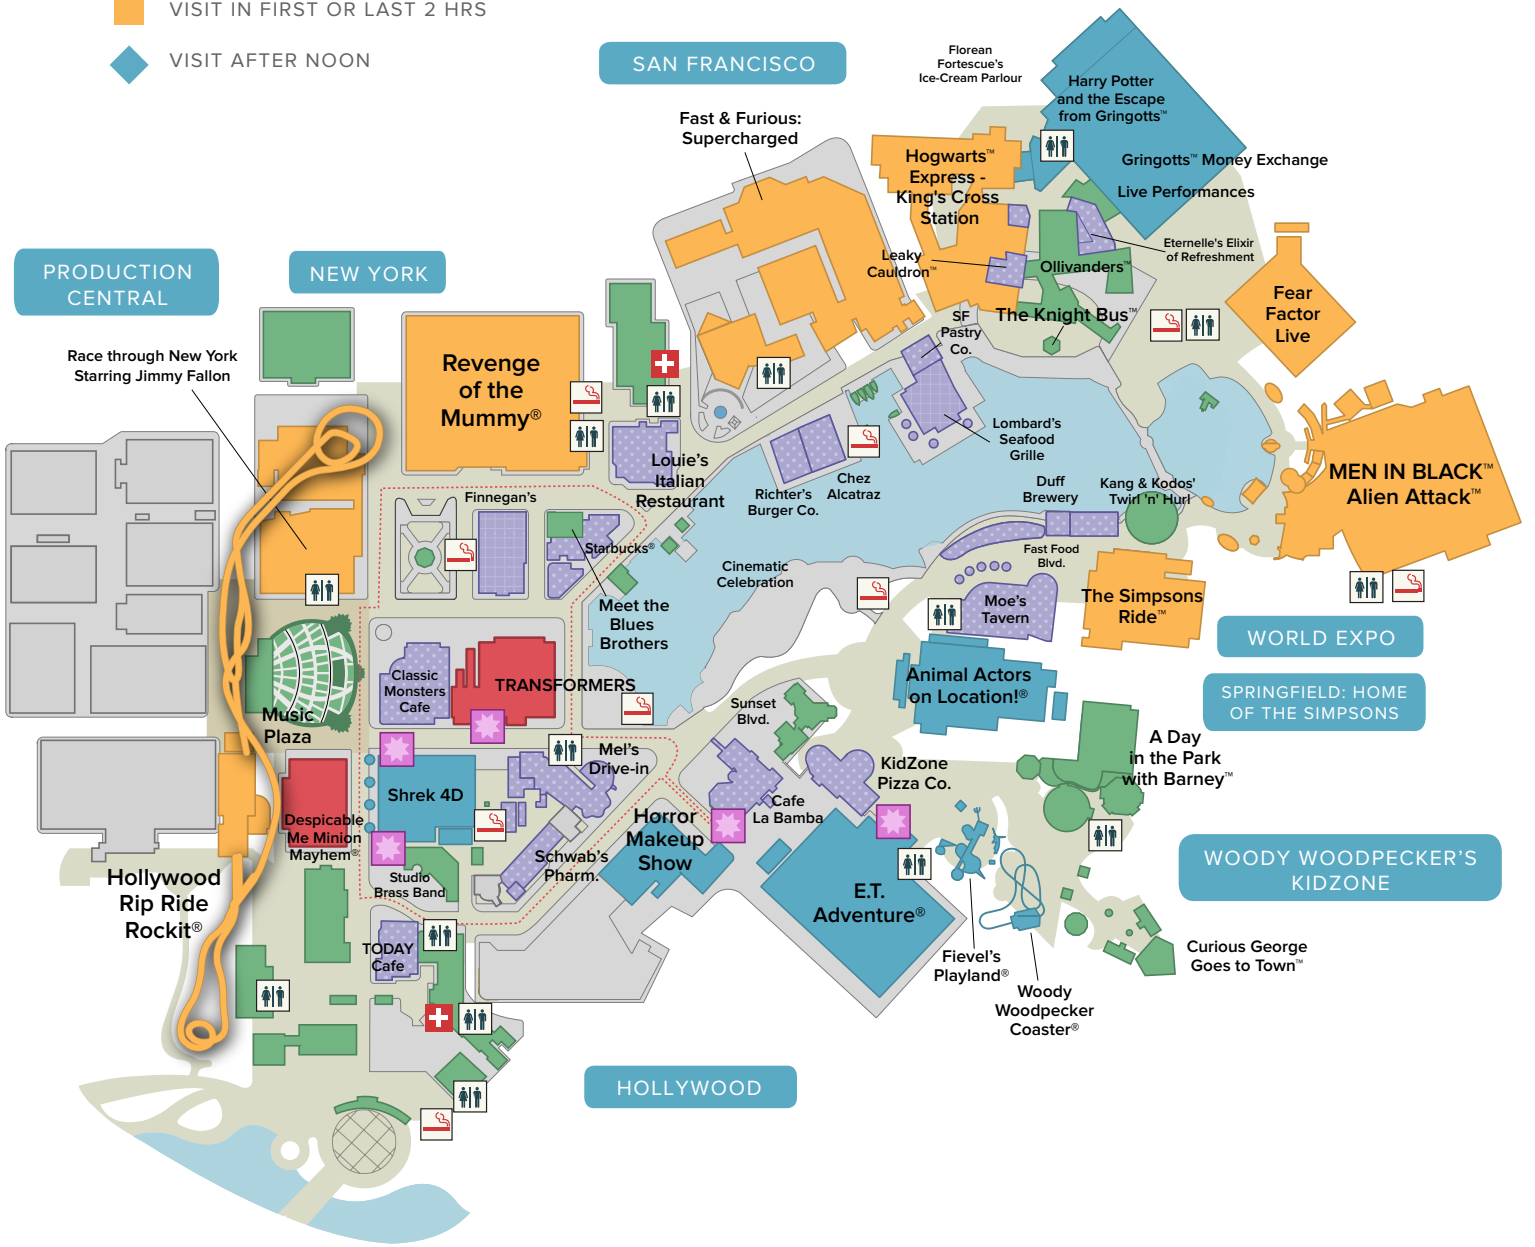 VISIT IN FIRST OR LAST 2 HRS
VISIT AFTER NOON
SAN FRANCISCO
Florean
Fortescue's
Ice-Cream Parlour
Harry Potter
and the Escape
from Gringotts™
Fast & Furious:
Supercharged
Hogwarts™
Express -
King's Cross
Station
Gringotts™ Money Exchange
Live Performances
Eternelle's Elixir
of Refreshment
Leaky
Cauldron™
Ollivanders™
PRODUCTION
CENTRAL
NEW YORK
Fear
Factor
Live
The Knight Bus™
SF
Pastry
Co.
Race through New York
Starring Jimmy Fallon
Revenge
of the
Mummy®
Louie's
Italian
Restaurant
Lombard's
Seafood
Grille
Chez
Alcatraz
Richter's
Burger Co.
Duff
Brewery
Kang & Kodos'
Twirl 'n' Hurl
MEN IN BLACK™
Alien Attack™
Finnegan's
Starbucks®
Fast Food
Blvd.
Cinematic
Celebration
Meet the
Blues
Brothers
Moe's
Tavern
The Simpsons
Ride™
WORLD EXPO
Classic
Monsters
Cafe
TRANSFORMERS
Animal Actors
on Location!®
SPRINGFIELD: HOME
OF THE SIMPSONS
Music
Plaza
Sunset
Blvd.
Mel's
Drive-in
KidZone
Pizza Co.
A Day
in the Park
with Barney™
Shrek 4D
Cafe
La Bamba
Despicable
Me Minion
Mayhem®
Horror
Makeup
Show
Schwab's
Pharm.
Studio
Brass Band
WOODY WOODPECKER'S
KIDZONE
Hollywood
Rip Ride
Rockit®
E.T.
Adventure®
TODAY
Cafe
Fievel's
Playland®
Curious George
Goes to Town™
Woody
Woodpecker
Coaster®
HOLLYWOOD